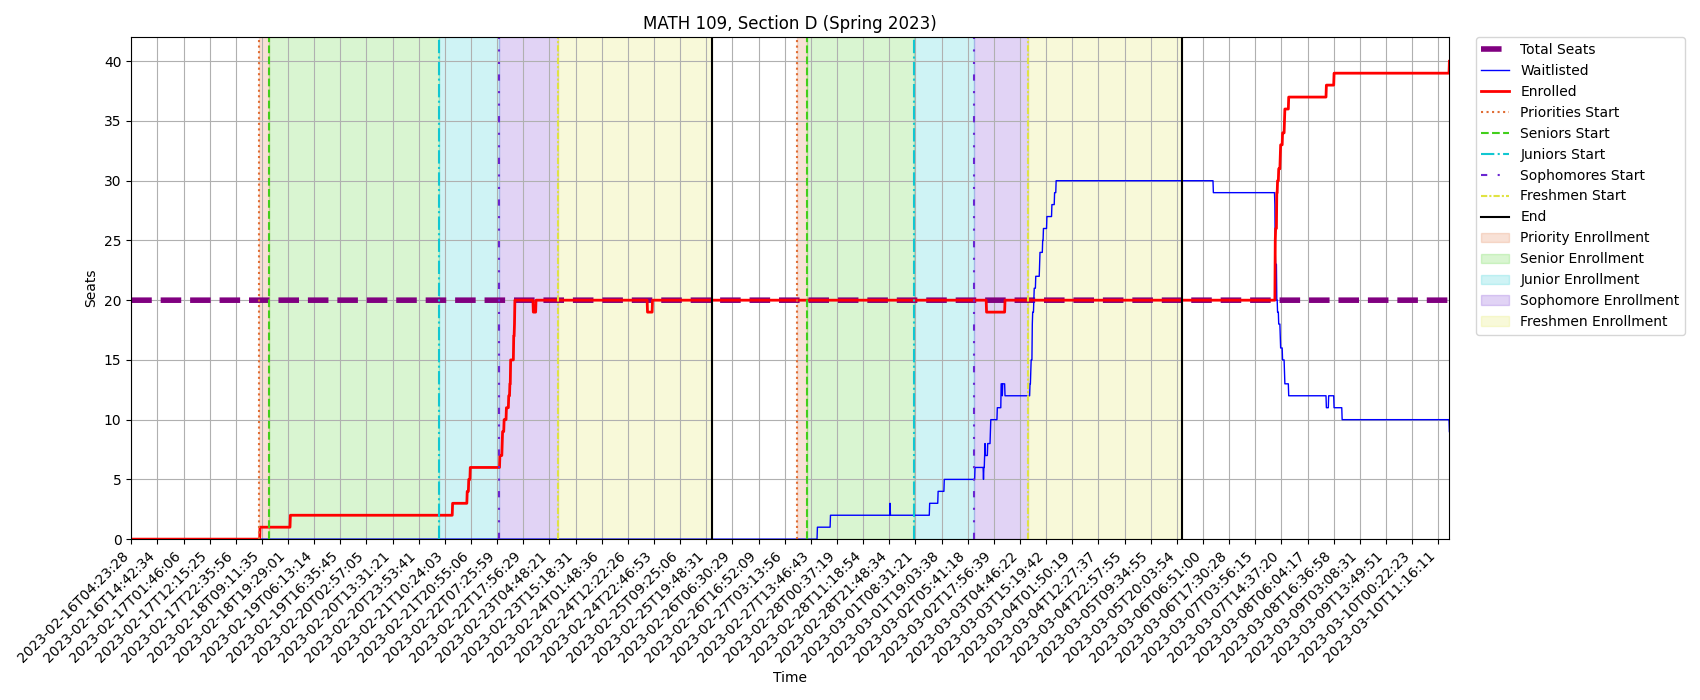 MATH 109, Section D (Spring 2023)
Seats
40
35
30
25
20
15
10
5
0
2023-02-16T04:23:28
2023-02-16T14:42:34
2023-02-17T01:46:06
2023-02-17T12:15:25
2023-02-17T22:35:56
2023-02-18T09:11:35
2023-02-18T19:29:01
2023-02-19T06:13:14
2023-02-19T16:35:45
2023-02-20T02:57:05
2023-02-20T13:31:21
2023-02-20T23:53:41
2023-02-21T10:24:03
2023-02-21T20:55:06
2023-02-22T07:25:59
2023-02-22T17:56:29
2023-02-23T04:48:21
2023-02-23T15:18:31
2023-02-24T01:48:36
2023-02-24T12:22:26
2023-02-24T22:46:53
2023-02-25T09:25:06
2023-02-25T19:48:31
2023-02-26T06:30:29
2023-02-26T16:52:09
2023-02-27T03:13:56
2023-02-27T13:46:43
2023-02-28T00:37:19
2023-02-28T11:18:54
2023-02-28T21:48:34
2023-03-01T08:31:21
2023-03-01T19:03:38
2023-03-02T05:41:18
2023-03-02T17:56:39
2023-03-03T04:46:22
2023-03-03T15:19:42
2023-03-04T01:50:19
2023-03-04T12:27:37
2023-03-04T22:57:55
2023-03-05T09:34:55
2023-03-05T20:03:54
2023-03-06T06:51:00
2023-03-06T17:30:28
2023-03-07T03:56:15
2023-03-07T14:37:20
2023-03-08T06:04:17
2023-03-08T16:36:58
2023-03-09T03:08:31
2023-03-09T13:49:51
2023-03-10T00:22:23
2023-03-10T11:16:11
Time
Total Seats
Waitlisted
Enrolled
Priorities Start
Seniors Start
Juniors Start
Sophomores Start
Freshmen Start
End
Priority Enrollment
Senior Enrollment
Junior Enrollment
Sophomore Enrollment
Freshmen Enrollment